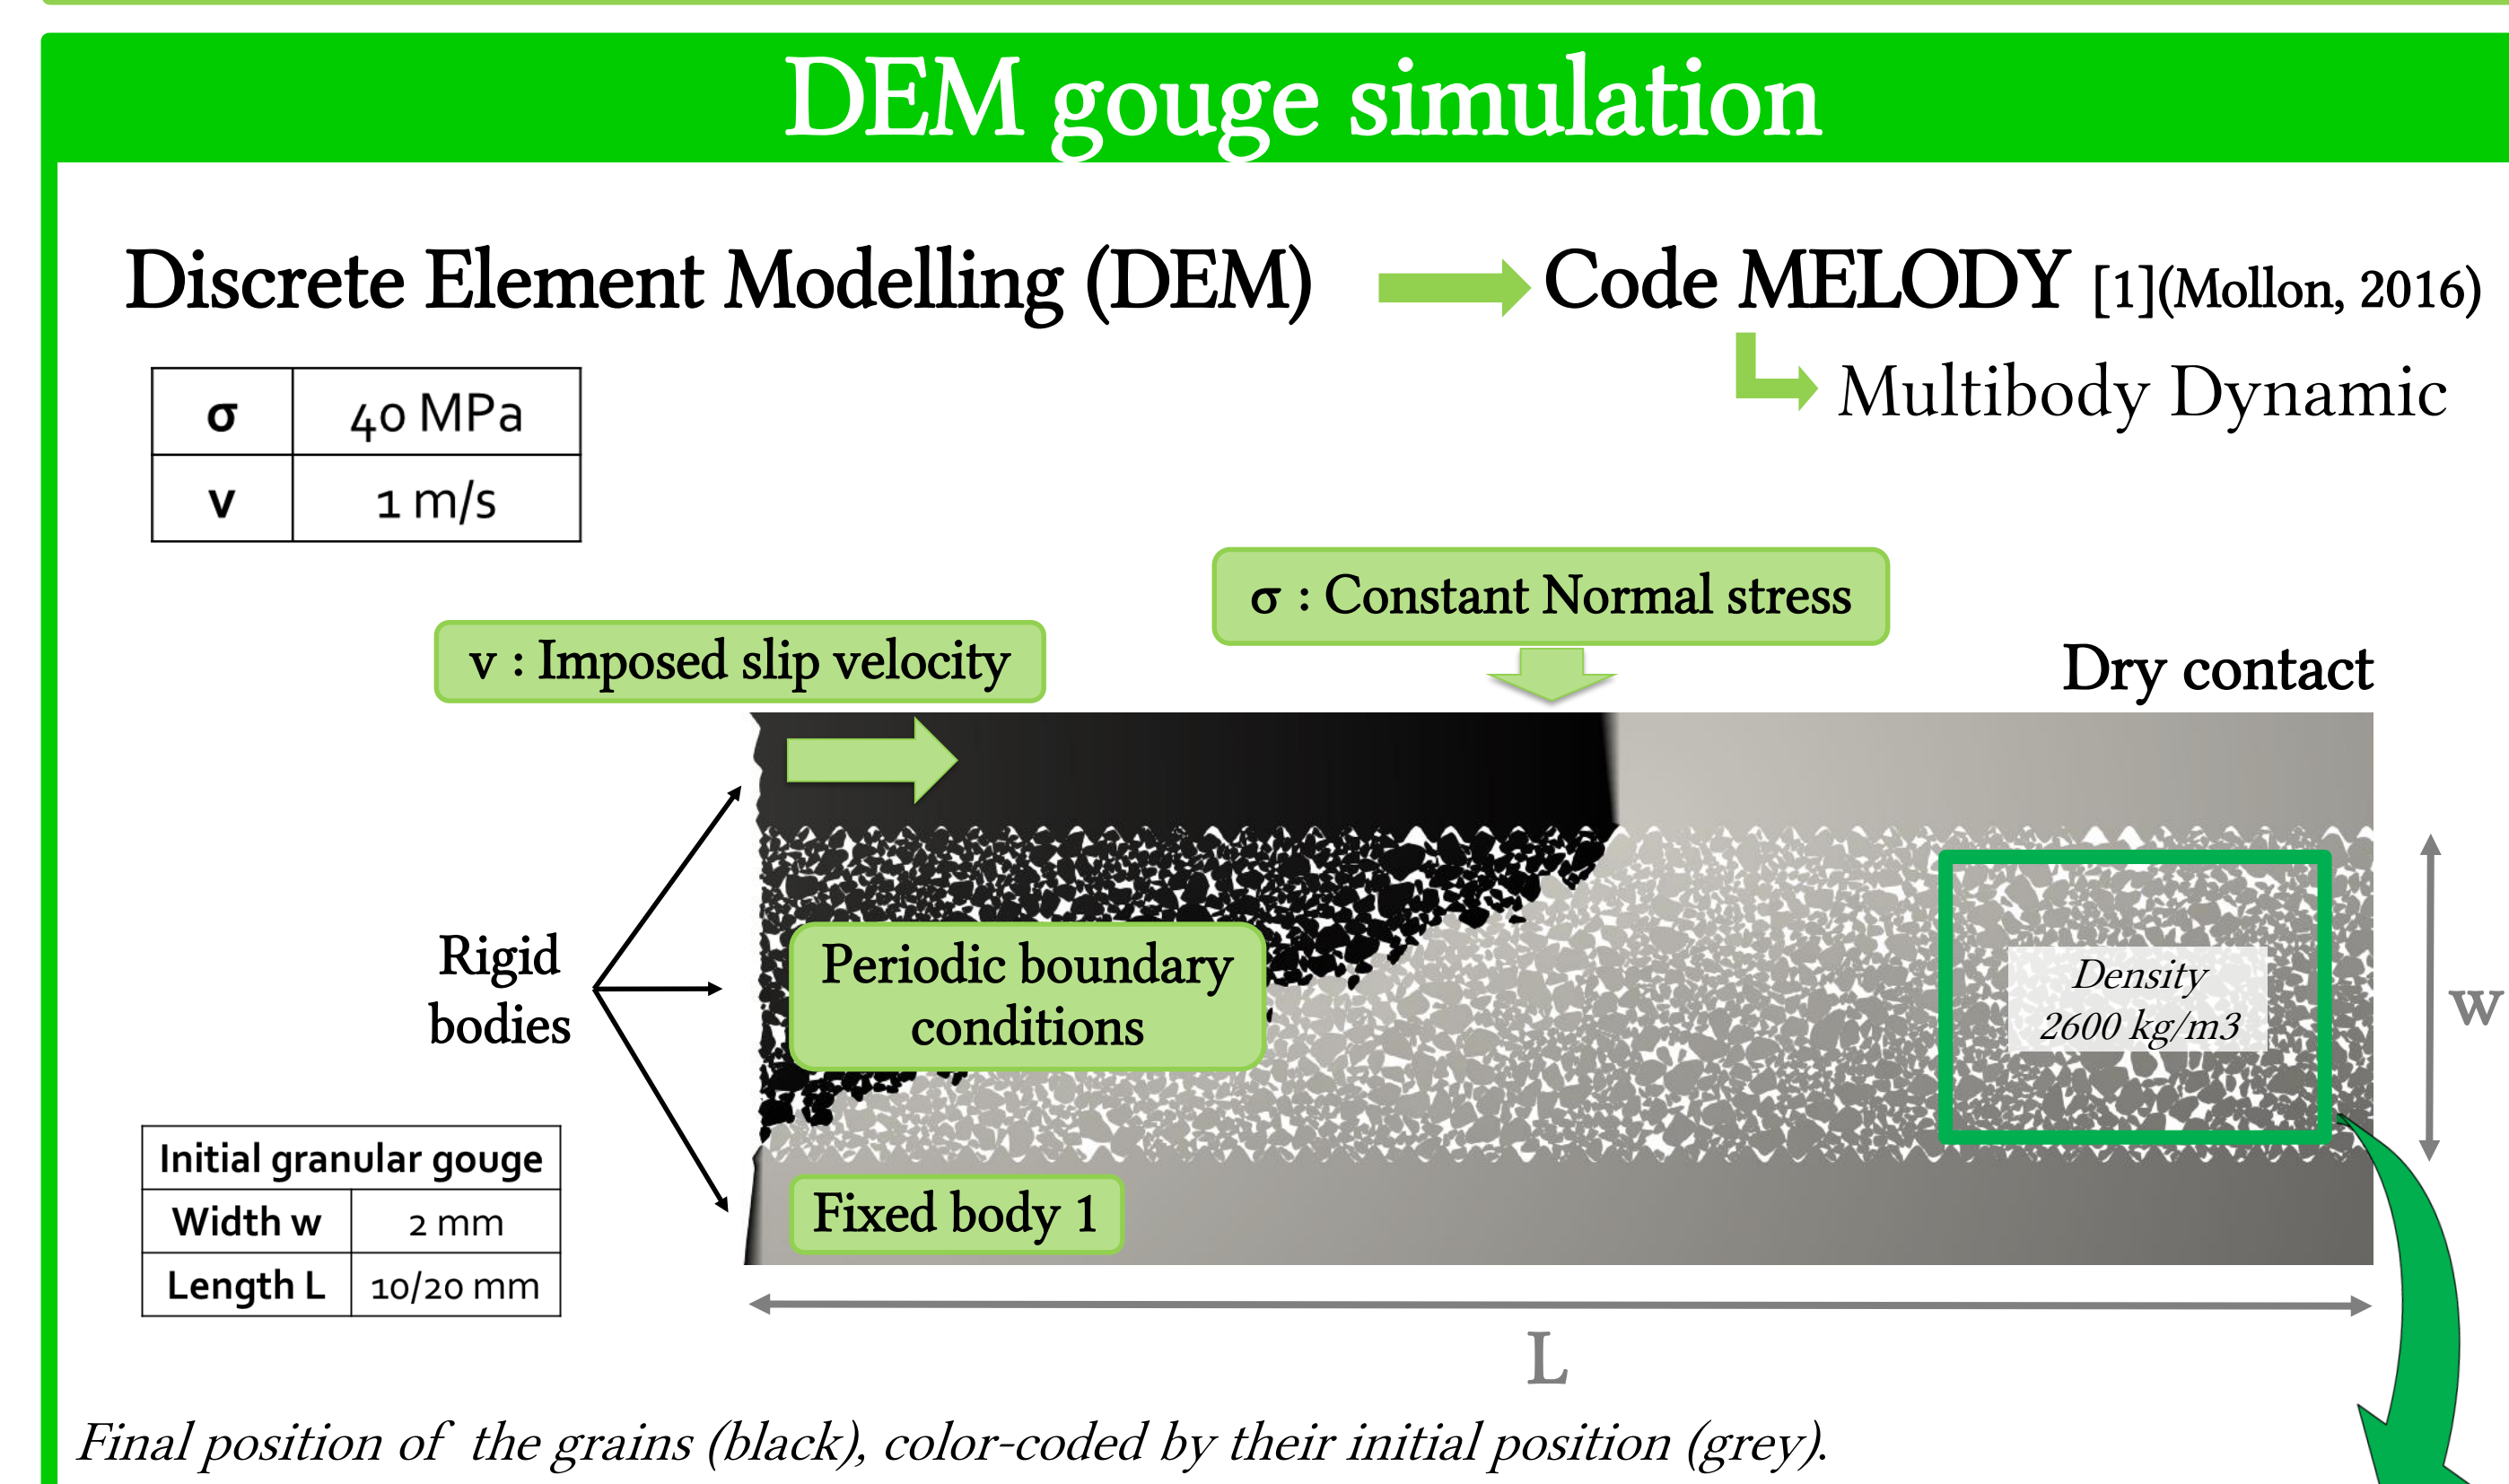 DEM gouge simulation
Discrete Element Modelling (DEM)
Code MELODY [1](Mollon, 2016)
Multibody Dynamic
σ 40 MPa
v 1 m/s
σ : Constant Normal stress
v : Imposed slip velocity
Dry contact
Rigid
bodies
Periodic boundary
conditions
Density
2600 kg/m3
w
Initial granular gouge
Width w 2 mm
Length L 10/20 mm
Fixed body 1
L
Final position of the grains (black), color-coded by their initial position (grey).